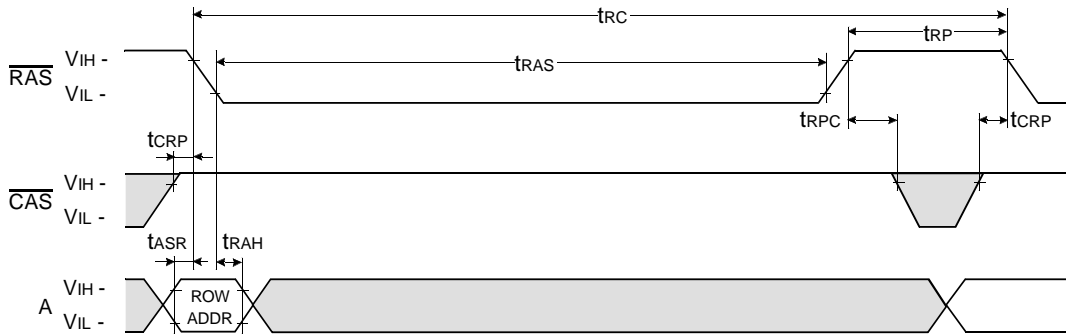 tRC
tRP
RAS
VIH -
VIL -
tRAS
tCRP
tRPC
tCRP
CAS
VIH -
VIL -
tASR
tRAH
A
VIH -
VIL -
ROW
ADDR